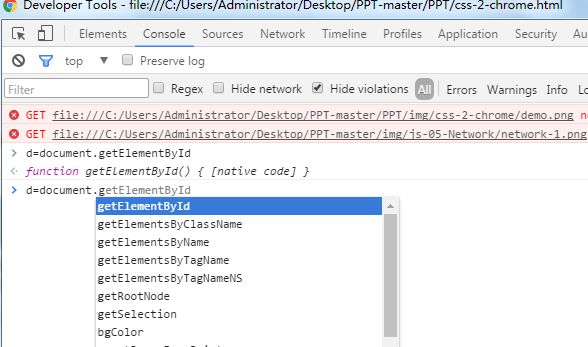 Developer Tools - file:///C:/Users/Administrator/Desktop/PPT-master/PPT/css-2-chrome.html
Elements Console Sources Network Timeline Profiles Application Security Au
top Preserve log
Filter Regex Hide network Hide violations All Errors Warnings Info L
GET file:///C:/Users/Administrator/Desktop/PPT-master/PPT/img/css-2-chrome/demo.png n
GET file:///C:/Users/Administrator/Desktop/PPT-master/img/js-05-Network/network-1.png
> d=document.getElementById
function getElementById() { [native code] }
> d=document.getElementById
getElementById
getElementsByClassName
getElementsByName
getElementsByTagName
getElementsByTagNameNS
getRootNode
getSelection
bgColor